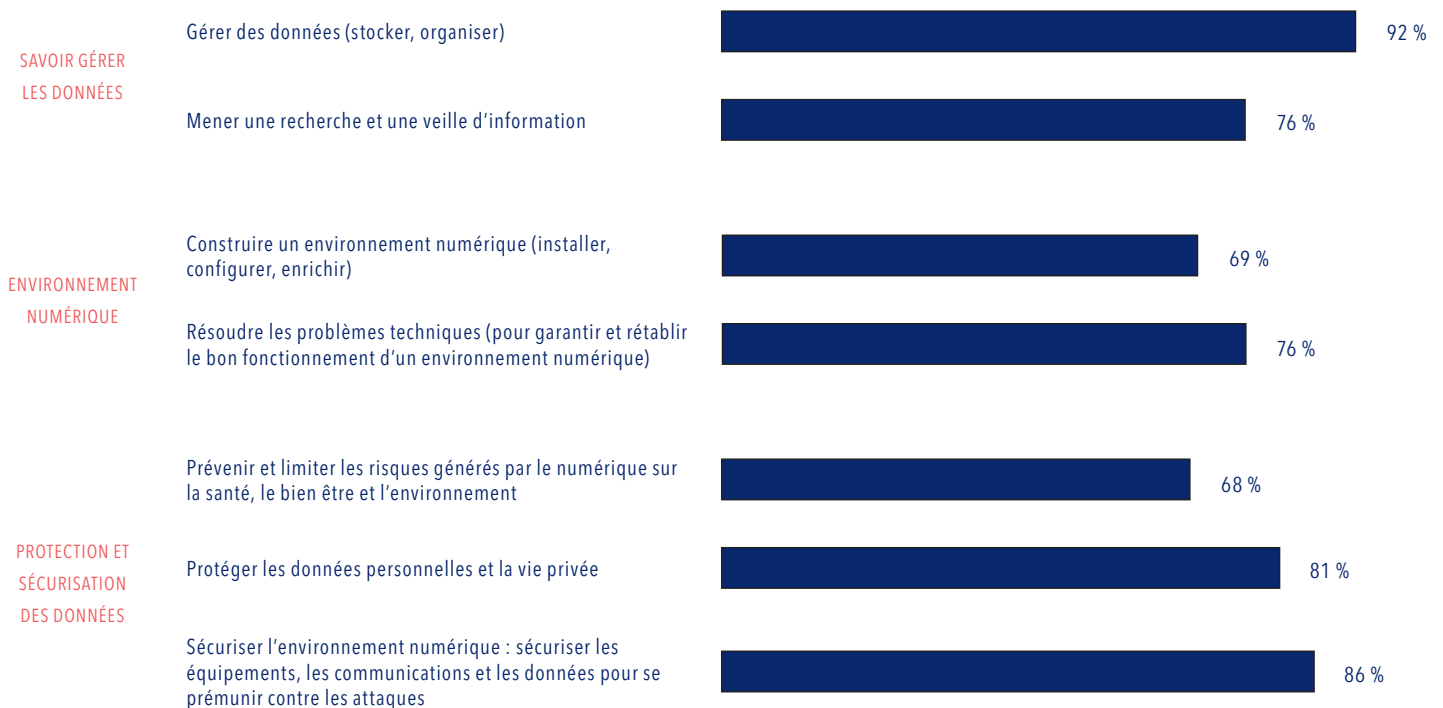 SAVOIR GÉRER
LES DONNÉES
Gérer des données (stocker, organiser)
92 %
Mener une recherche et une veille d’information
76 %
ENVIRONNEMENT
NUMÉRIQUE
Construire un environnement numérique (installer,
configurer, enrichir)
69 %
Résoudre les problèmes techniques (pour garantir et rétablir
le bon fonctionnement d’un environnement numérique)
76 %
PROTECTION ET
SÉCURISATION
DES DONNÉES
Prévenir et limiter les risques générés par le numérique sur
la santé, le bien être et l’environnement
68 %
Protéger les données personnelles et la vie privée
81 %
Sécuriser l’environnement numérique : sécuriser les
équipements, les communications et les données pour se
prémunir contre les attaques
86 %